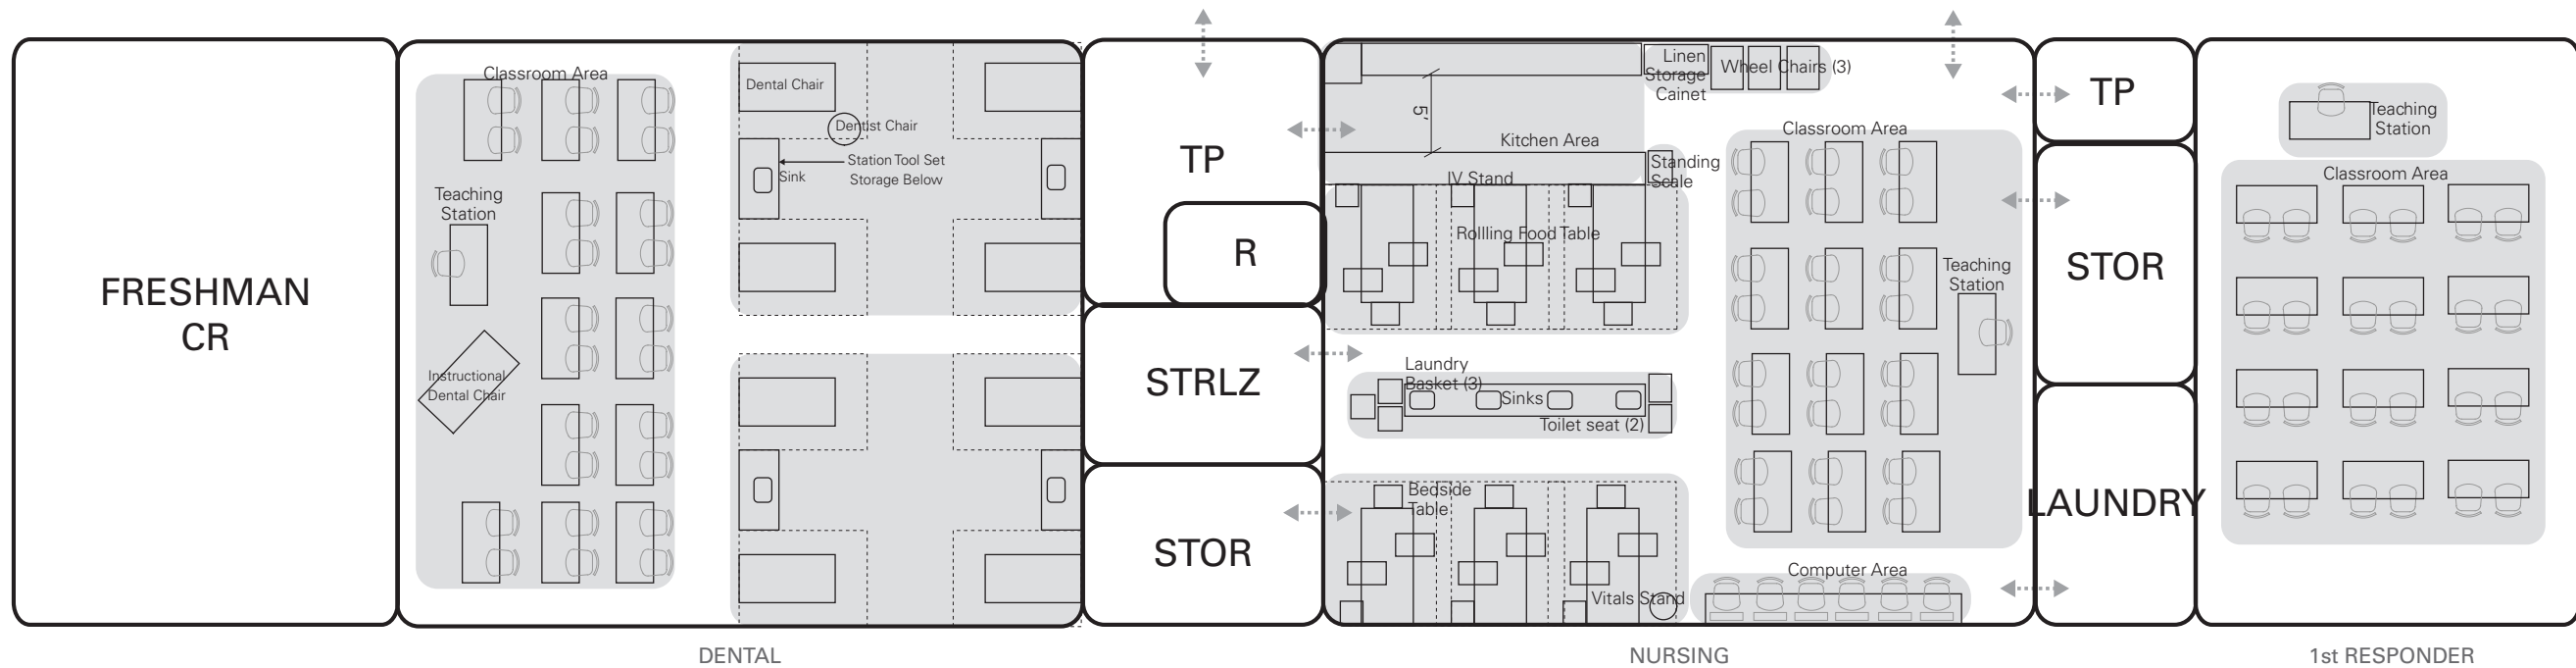 FRESHMAN
CR
Classroom Area
Teaching
Station
Instructional
Dental Chair
Dental Chair
Dentist Chair
Station Tool Set
Storage Below
Sink
DENTAL
TP
R
STRLZ
STOR
5'
Kitchen Area
Linen
Storage
Cainet
Wheel Chairs (3)
Standing
Scale
IV Stand
Rollling Food Table
Laundry
Basket (3)
Sinks
Toilet seat (2)
Bedside
Table
Vitals Stand
Classroom Area
Teaching
Station
Computer Area
NURSING
TP
STOR
LAUNDRY
Teaching
Station
Classroom Area
1st RESPONDER